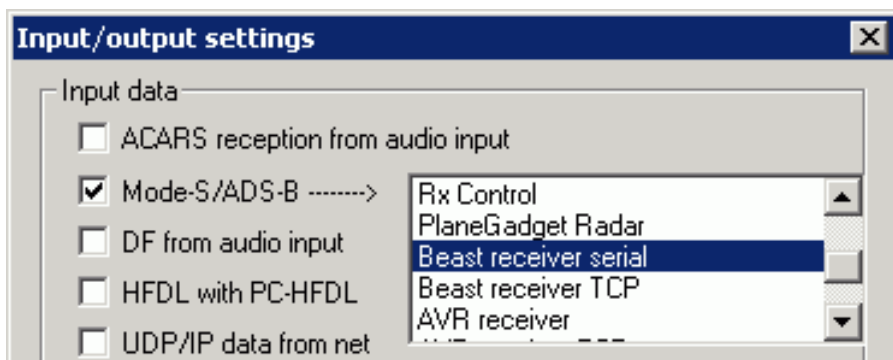 Input/output settings
Input data
ACARS reception from audio input
Mode-S/ADS-B -------->
Rx Control
PlaneGadget Radar
Beast receiver serial
Beast receiver TCP
AVR receiver
DF from audio input
HFDL with PC-HFDL
UDP/IP data from net